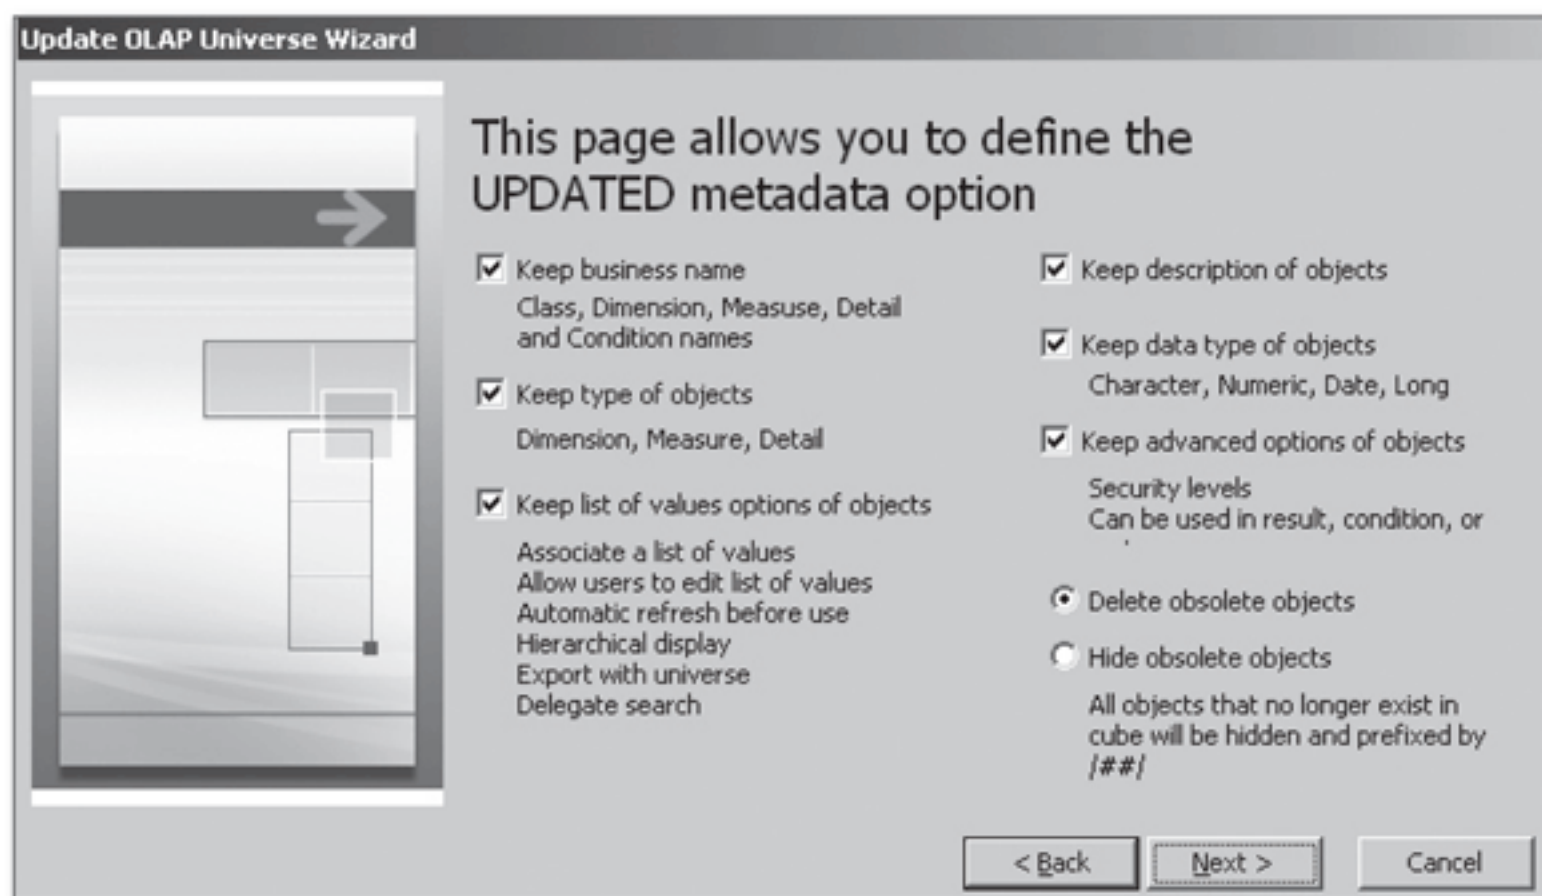 Update OLAP Universe Wizard
This page allows you to define the
UPDATED metadata option
Keep business name
Class, Dimension, Measuse, Detail
and Condition names
Keep type of objects
Dimension, Measure, Detail
Keep list of values options of objects
Associate a list of values
Allow users to edit list of values
Automatic refresh before use
Hierarchical display
Export with universe
Delegate search
Keep description of objects
Keep data type of objects
Character, Numeric, Date, Long
Keep advanced options of objects
Security levels
Can be used in result, condition, or
Delete obsolete objects
Hide obsolete objects
All objects that no longer exist in
cube will be hidden and prefixed by
/##/
< Back
Next >
Cancel